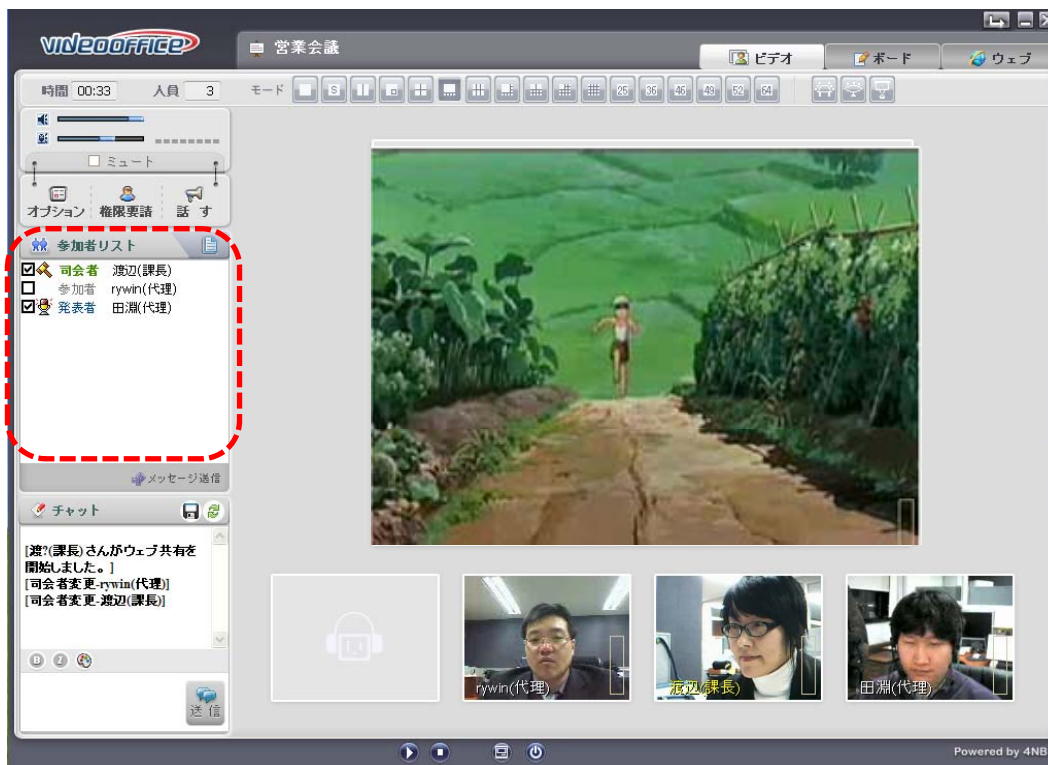 VIDEOOFFICE
営業会議
ビデオ
ボード
ウェブ
時間 00:33 人員 3
モード S 25 36 46 49 52 64
ミュート
オプション 権限要請 話 す
参加者リスト
司会者 渡辺(課長)
参加者 rywin(代理)
発表者 田淵(代理)
メッセージ送信
チャット
[渡?(課長)さんがウェブ共有を
開始しました。]
[司会者変更-rywin(代理)]
[司会者変更-渡辺(課長)]
B I
送 信
rywin(代理)
渡辺(課長)
田淵(代理)
Powered by 4NB